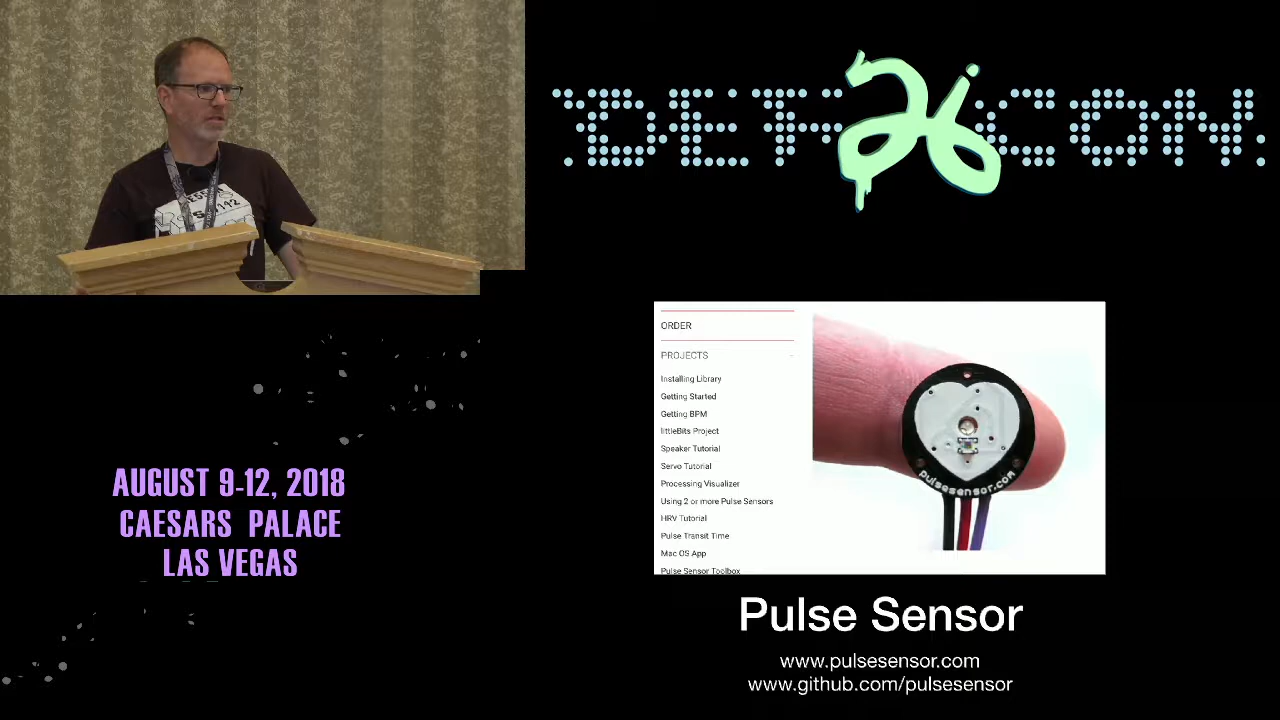 DEF CON
26
AUGUST 9-12, 2018
CAESARS PALACE
LAS VEGAS
ORDER
PROJECTS
Installing Library
Getting Started
Getting BPM
littleBits Project
Speaker Tutorial
Servo Tutorial
Processing Visualizer
Using 2 or more Pulse Sensors
HRV Tutorial
Pulse Transit Time
Mac OS App
Pulse Sensor Toolbox
pulsesensor.com
Pulse Sensor
www.pulsesensor.com
www.github.com/pulsesensor